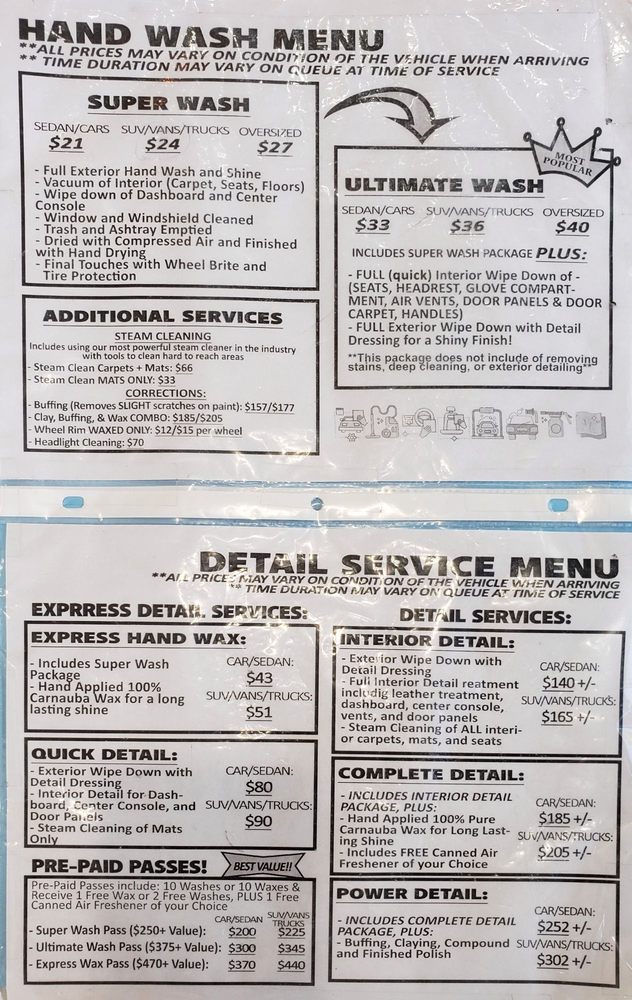 HAND WASH MENU
**ALL PRICES MAY VARY ON CONDITION OF THE VEHICLE WHEN ARRIVING
** TIME DURATION MAY VARY ON QUEUE AT TIME OF SERVICE
SUPER WASH
SEDAN/CARS SUV/VANS/TRUCKS OVERSIZED
$21 $24 $27
- Full Exterior Hand Wash and Shine
- Vacuum of Interior (Carpet, Seats, Floors)
- Wipe down of Dashboard and Center
Console
- Window and Windshield Cleaned
- Trash and Ashtray Emptied
- Dried with Compressed Air and Finished
with Hand Drying
- Final Touches with Wheel Brite and
Tire Protection
MOST
POPULAR
ULTIMATE WASH
SEDAN/CARS SUV/VANS/TRUCKS OVERSIZED
$33 $36 $40
INCLUDES SUPER WASH PACKAGE PLUS:
- FULL (quick) Interior Wipe Down of -
(SEATS, HEADREST, GLOVE COMPART-
MENT, AIR VENTS, DOOR PANELS & DOOR
CARPET, HANDLES)
- FULL Exterior Wipe Down with Detail
Dressing for a Shiny Finish!
**This package does not include of removing
stains, deep cleaning, or exterior detailing**
ADDITIONAL SERVICES
STEAM CLEANING
Includes using our most powerful steam cleaner in the industry
with tools to clean hard to reach areas
- Steam Clean Carpets + Mats: $66
- Steam Clean MATS ONLY: $33
CORRECTIONS:
- Buffing (Removes SLIGHT scratches on paint): $157/$177
- Clay, Buffing, & Wax COMBO: $185/$205
- Wheel Rim WAXED ONLY: $12/$15 per wheel
- Headlight Cleaning: $70
DETAIL SERVICE MENU
**ALL PRICES MAY VARY ON CONDITION OF THE VEHICLE WHEN ARRIVING
** TIME DURATION MAY VARY ON QUEUE AT TIME OF SERVICE
EXPRRESS DETAIL SERVICES:
EXPRESS HAND WAX:
- Includes Super Wash
Package
- Hand Applied 100%
Carnauba Wax for a long
lasting shine
CAR/SEDAN:
$43
SUV/VANS/TRUCKS:
$51
QUICK DETAIL:
- Exterior Wipe Down with
Detail Dressing
- Interior Detail for Dash-
board, Center Console, and
Door Panels
- Steam Cleaning of Mats
Only
CAR/SEDAN:
$80
SUV/VANS/TRUCKS:
$90
PRE-PAID PASSES! BEST VALUE!!
Pre-Paid Passes include: 10 Washes or 10 Waxes &
Receive 1 Free Wax or 2 Free Washes, PLUS 1 Free
Canned Air Freshener of your Choice
CAR/SEDAN SUV/VANS
TRUCKS
- Super Wash Pass ($250+ Value): $200 $225
- Ultimate Wash Pass ($375+ Value): $300 $345
- Express Wax Pass ($470+ Value): $370 $440
DETAIL SERVICES:
INTERIOR DETAIL:
- Exterior Wipe Down with
Detail Dressing
- Full Interior Detail reatment
includig leather treatment,
dashboard, center console,
vents, and door panels
- Steam Cleaning of ALL interi-
or carpets, mats, and seats
CAR/SEDAN:
$140 +/-
SUV/VANS/TRUCKS:
$165 +/-
COMPLETE DETAIL:
- INCLUDES INTERIOR DETAIL
PACKAGE, PLUS:
- Hand Applied 100% Pure
Carnauba Wax for Long Last-
ing Shine
- Includes FREE Canned Air
Freshener of your Choice
CAR/SEDAN:
$185 +/-
SUV/VANS/TRUCKS:
$205 +/-
POWER DETAIL:
- INCLUDES COMPLETE DETAIL
PACKAGE, PLUS:
- Buffing, Claying, Compound
and Finished Polish
CAR/SEDAN:
$252 +/-
SUV/VANS/TRUCKS:
$302 +/-